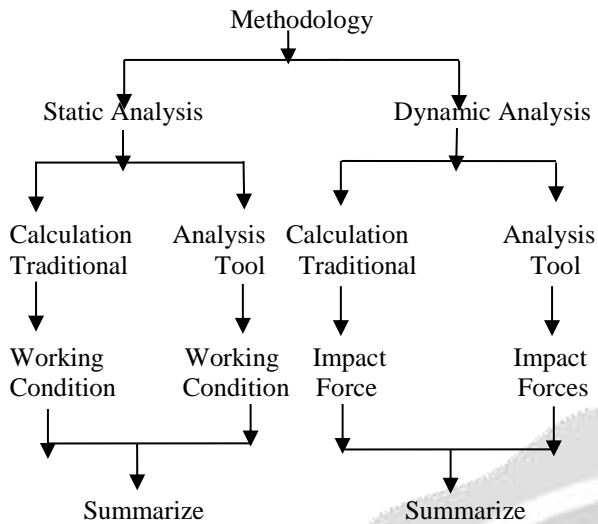 Methodology
Static Analysis
Dynamic Analysis
Calculation
Traditional
Analysis
Tool
Calculation
Traditional
Analysis
Tool
Working
Condition
Working
Condition
Impact
Force
Impact
Forces
Summarize
Summarize